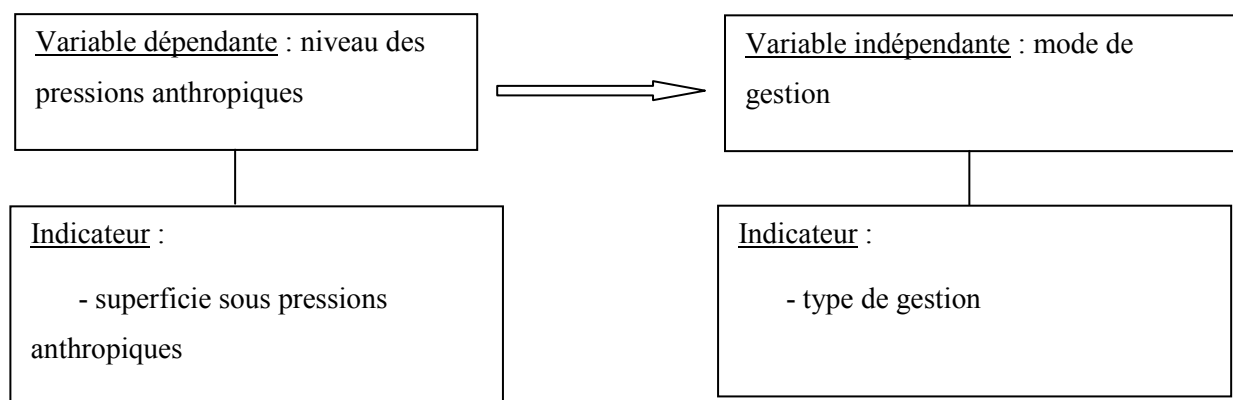 Variable dépendante : niveau des
pressions anthropiques
Variable indépendante : mode de
gestion
Indicateur :
- superficie sous pressions
anthropiques
Indicateur :
- type de gestion